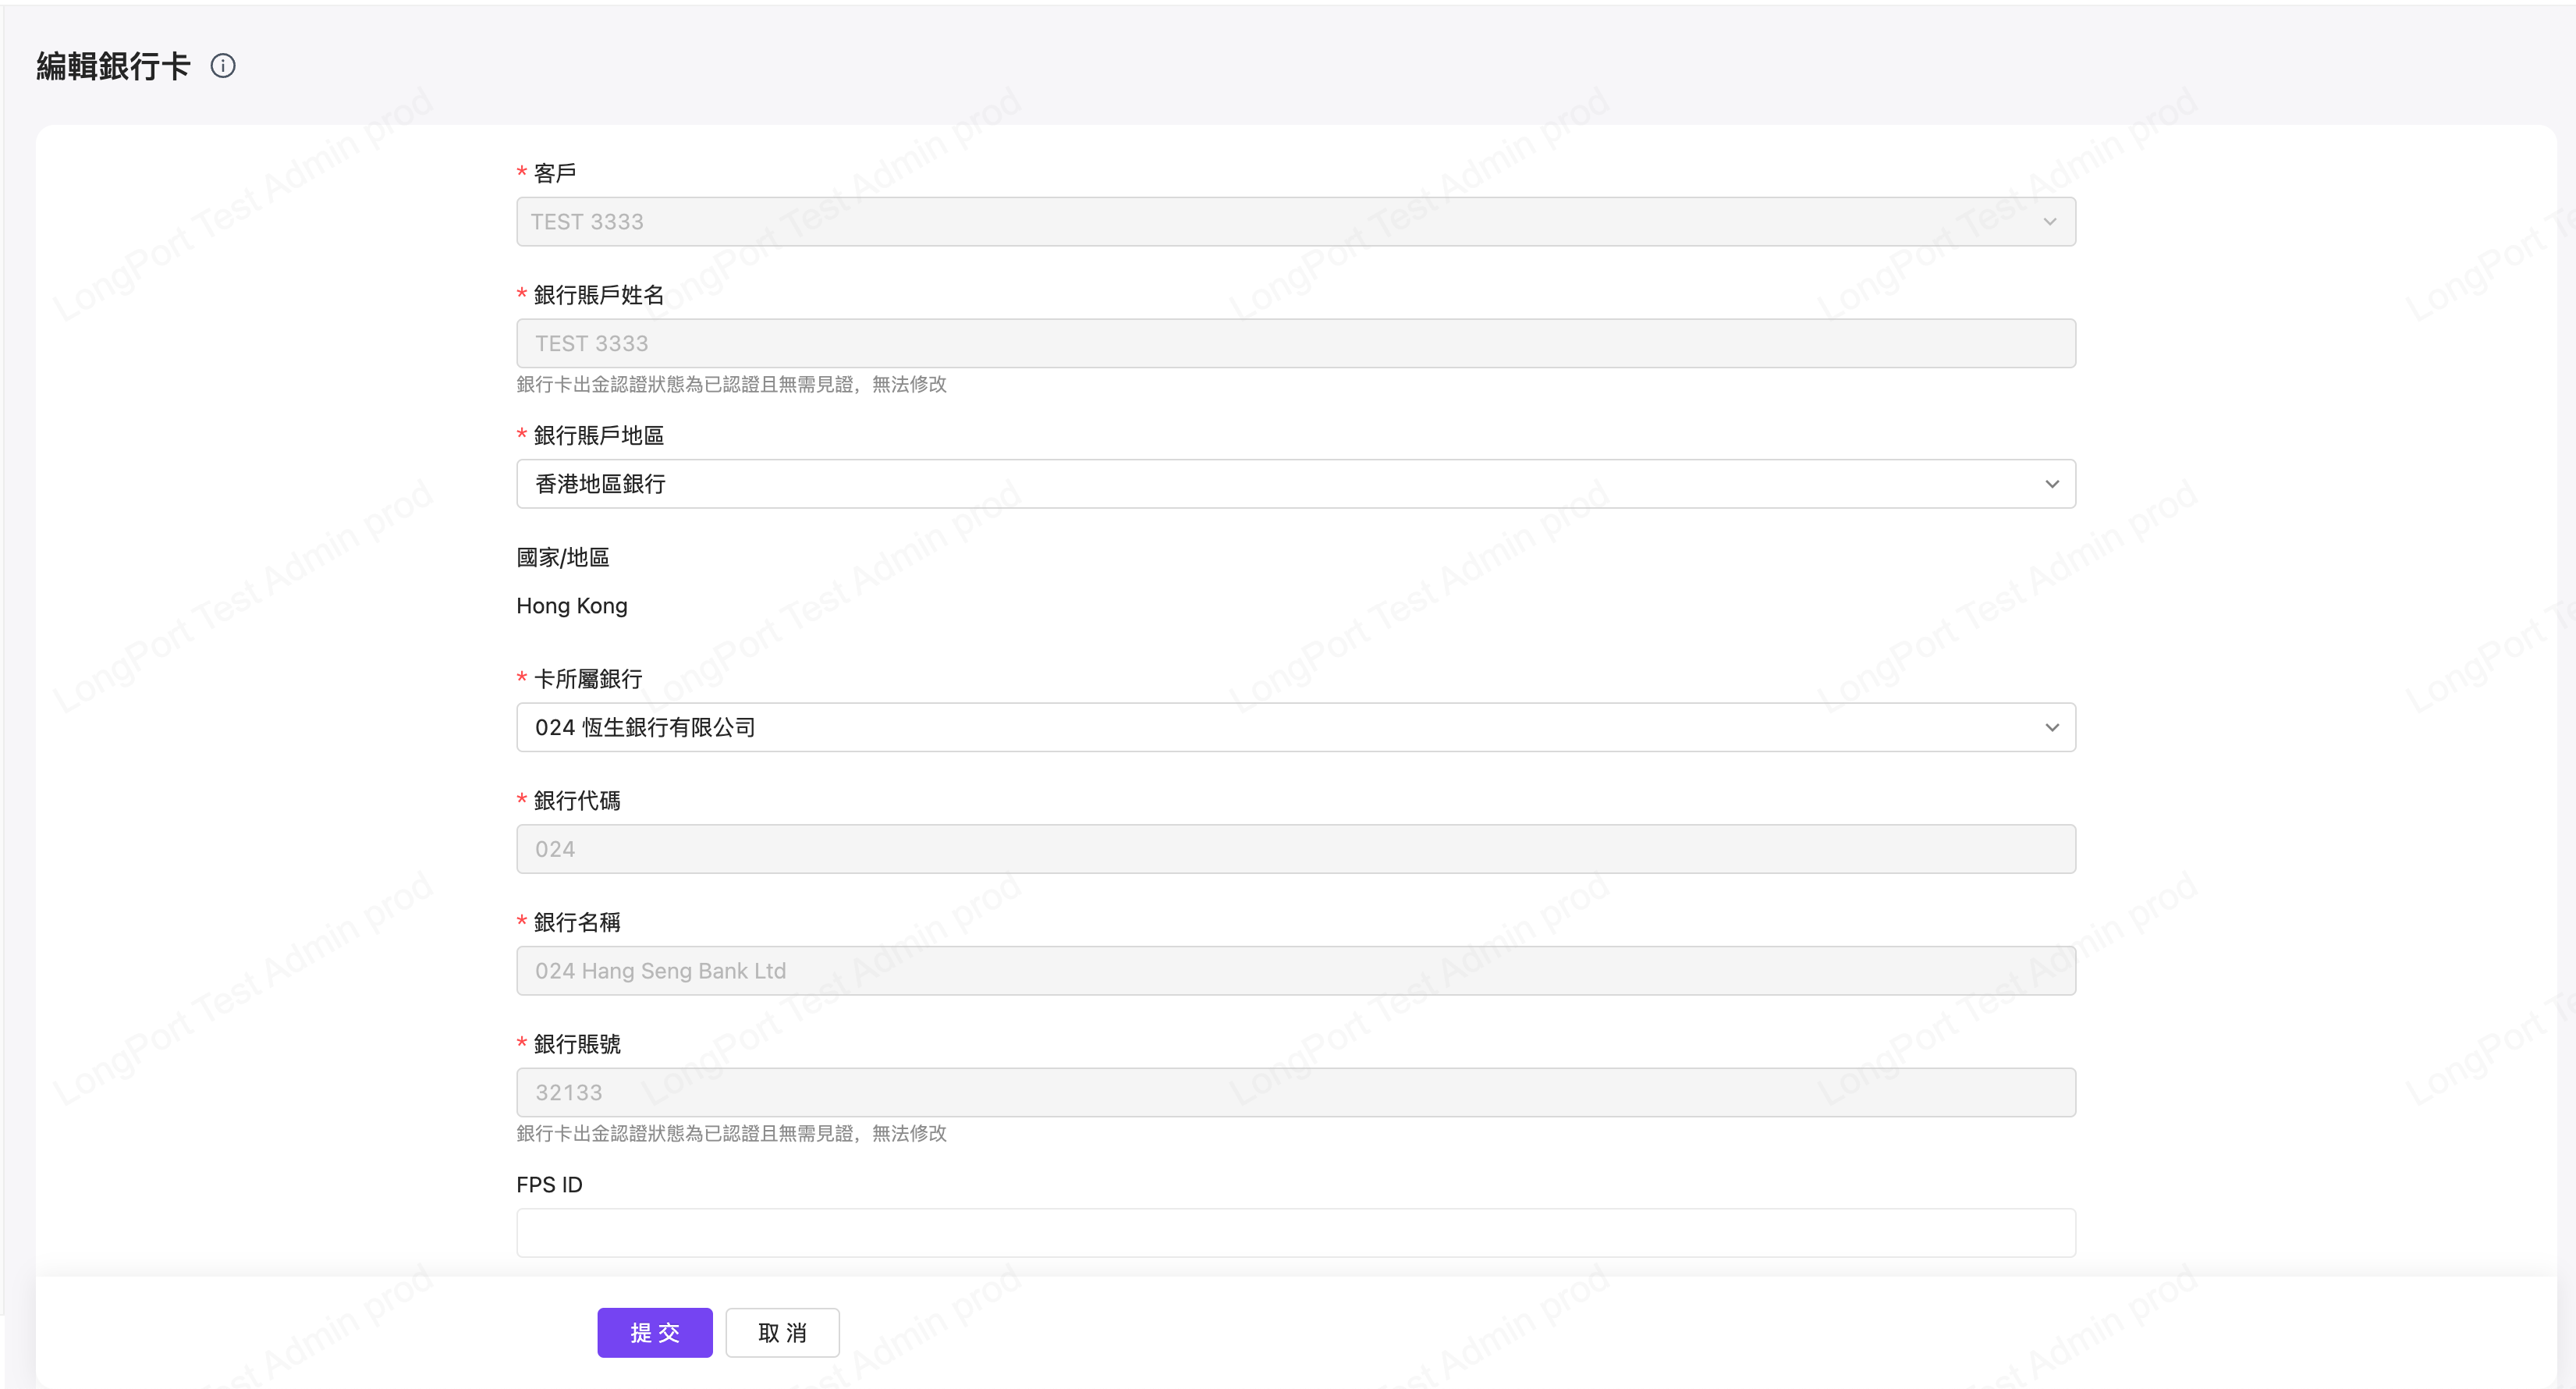 編輯銀行卡
* 客戶
TEST 3333
* 銀行賬戶姓名
TEST 3333
銀行卡出金認證狀態為已認證且無需見證，無法修改
* 銀行賬戶地區
香港地區銀行
國家/地區
Hong Kong
* 卡所屬銀行
024 恆生銀行有限公司
* 銀行代碼
024
* 銀行名稱
024 Hang Seng Bank Ltd
* 銀行賬號
32133
銀行卡出金認證狀態為已認證且無需見證，無法修改
FPS ID
提交 取消
LongPort Test Admin prod